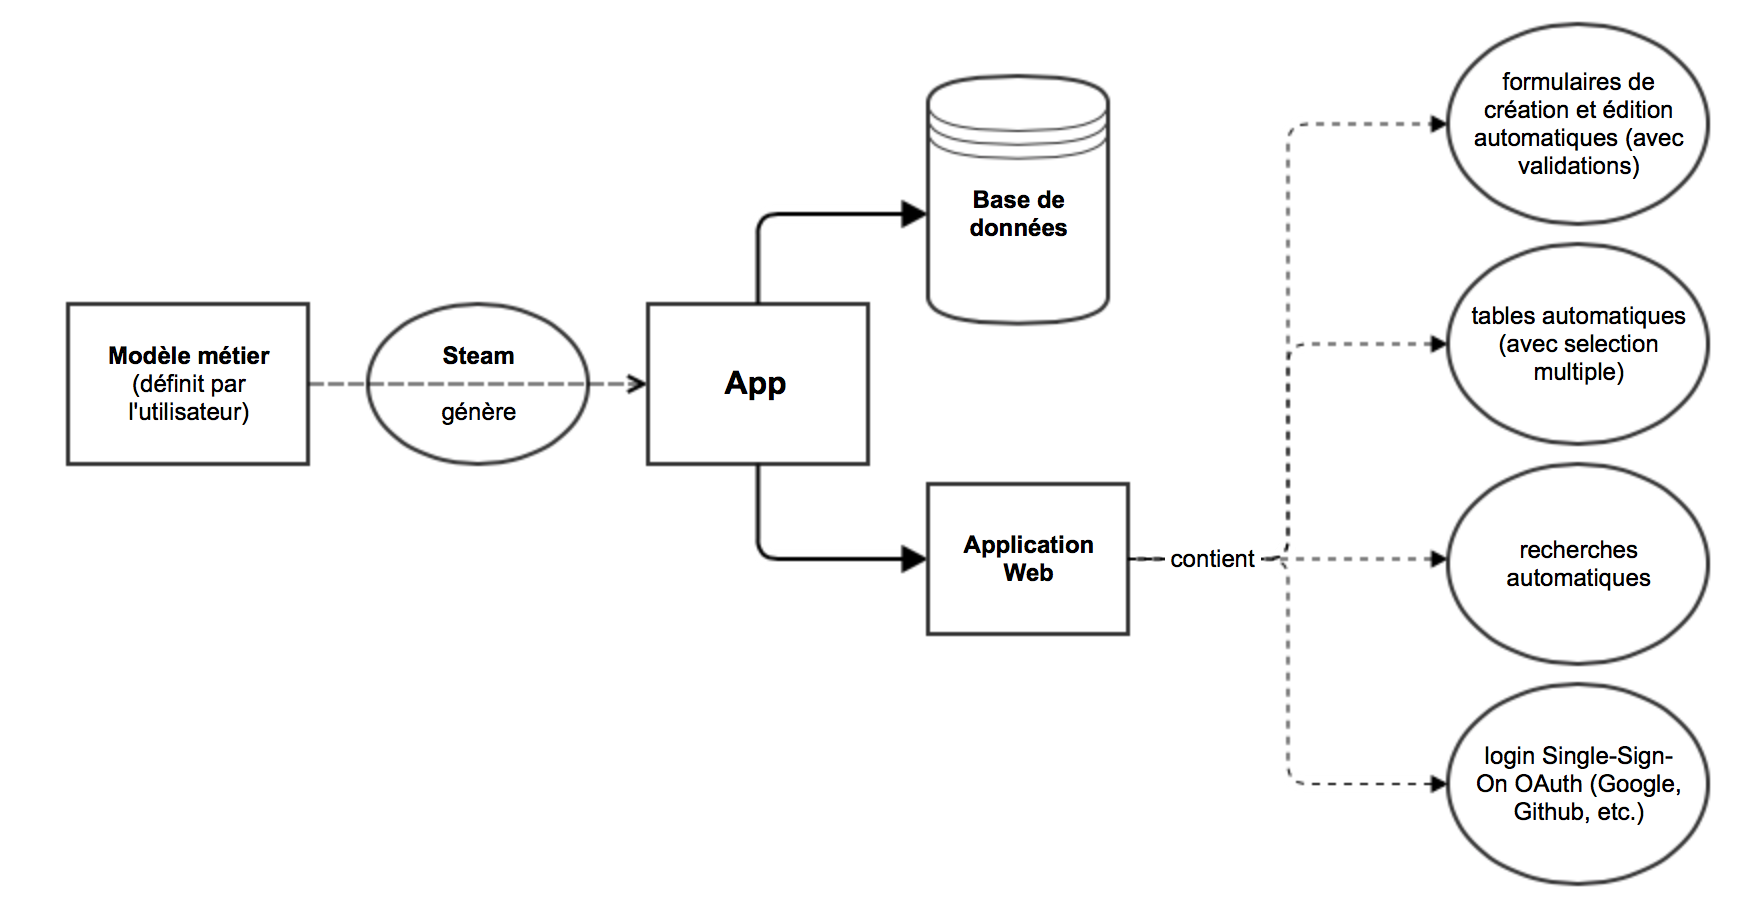 Modèle métier
(définit par
l'utilisateur)
Steam
génère
App
Base de
données
Application
Web
contient
formulaires de
création et édition
automatiques (avec
validations)
tables automatiques
(avec selection
multiple)
recherches
automatiques
login Single-Sign-
On OAuth (Google,
Github, etc.)